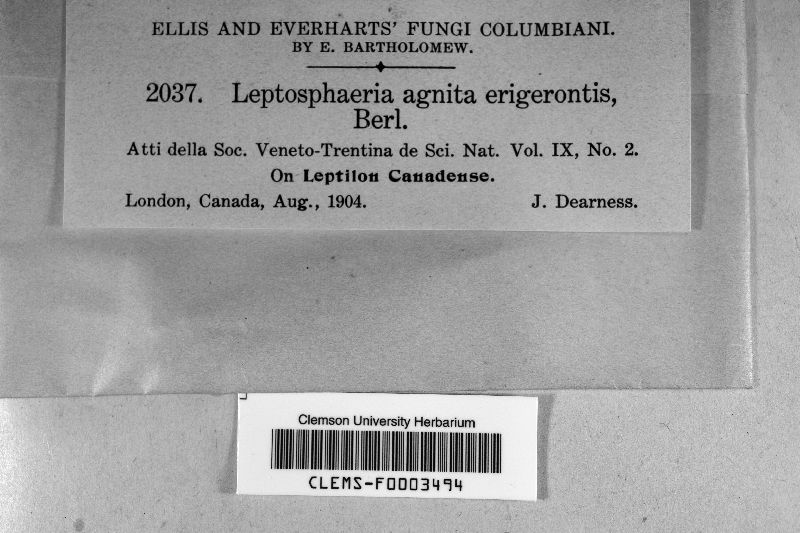 ELLIS AND EVERHARTS' FUNGI COLUMBIANI.
BY E. BARTHOLOMEW.
2037. Leptosphaeria agnita erigerontis,
Berl.
Atti della Soc. Veneto-Trentina de Sci. Nat. Vol. IX, No. 2.
On Leptilon Canadense.
London, Canada, Aug., 1904. J. Dearness.
Clemson University Herbarium
CLEMS-F0003494